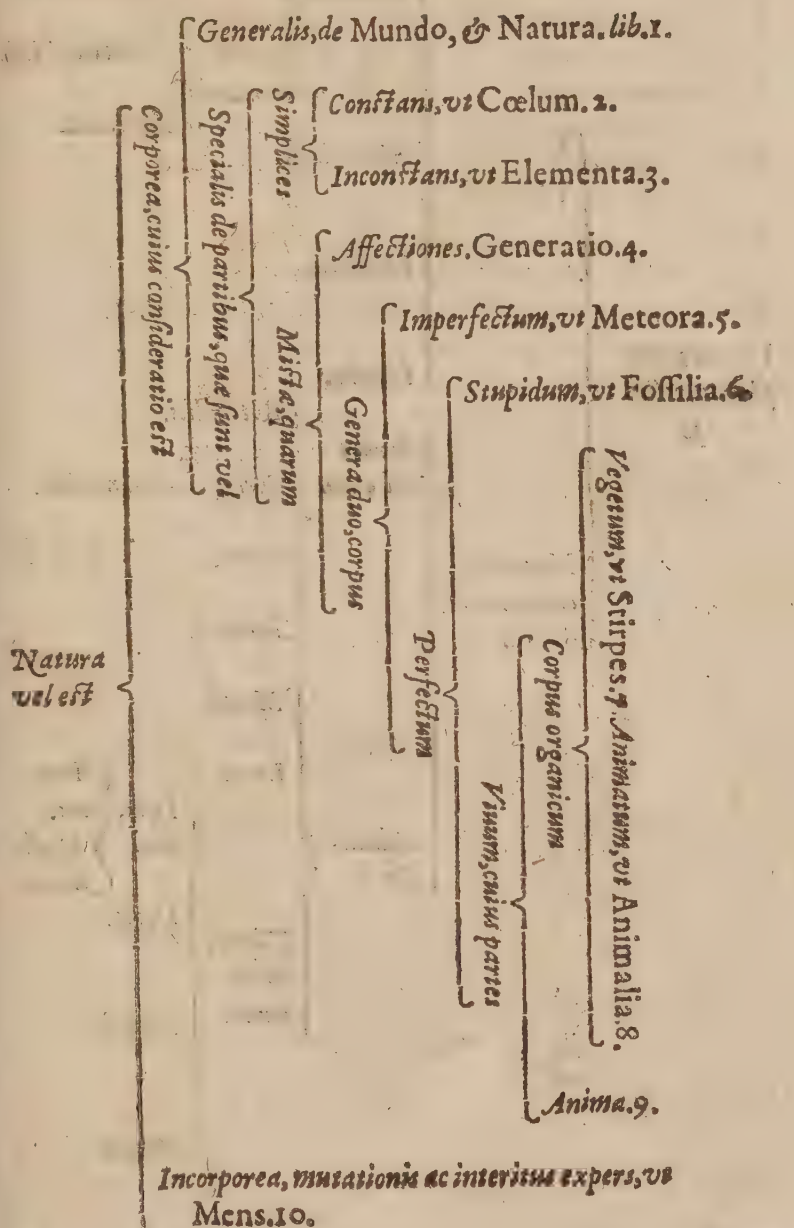 Natura
vel est
Corporea, cuius consideratio est
Generalis, de Mundo, & Natura. lib. 1.
Specialis de partibus, quæ sunt vel
Simplices
Constans, vt Cœlum. 2.
Inconstans, vt Elementa. 3.
Mistæ, quarum
Affectiones. Generatio. 4.
Genera duo, corpus
Imperfectum, vt Meteora. 5.
Perfectum
Stupidum, vt Fossilia. 6.
Viuum, cuius partes
Corpus organicum
Vegetum, vt Stirpes. 7. Animatum, vt Animalia. 8.
Anima. 9.
Incorporea, mutationis ac interitus expers, vt
Mens. 10.